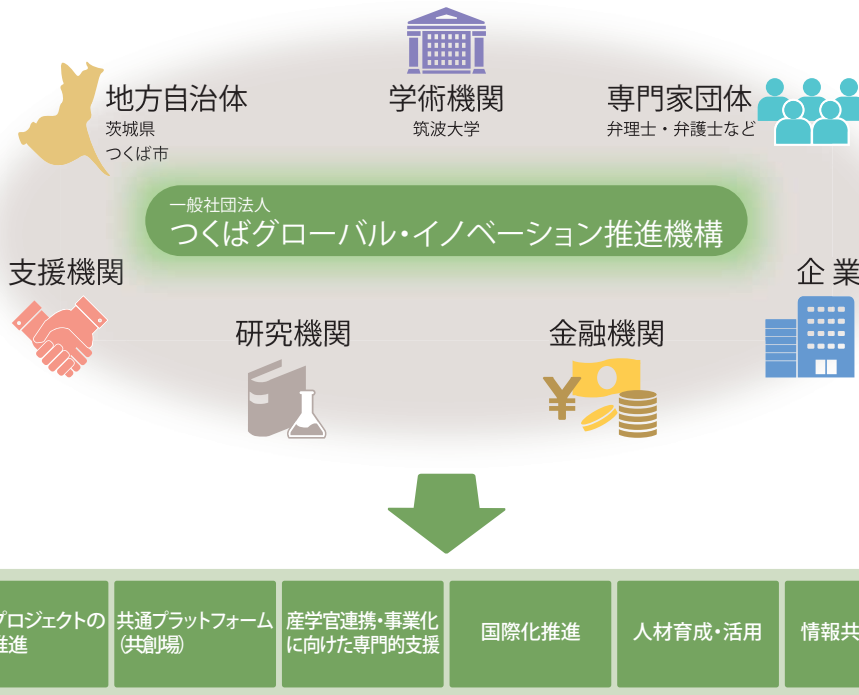 地方自治体
茨城県
つくば市
学術機関
筑波大学
専門家団体
弁理士・弁護士など
一般社団法人
つくばグローバル・イノベーション推進機構
支援機関
企業
研究機関
金融機関
¥
プロジェクトの
推進
共通プラットフォーム
(共創場)
産学官連携・事業化
に向けた専門的支援
国際化推進
人材育成・活用
情報共